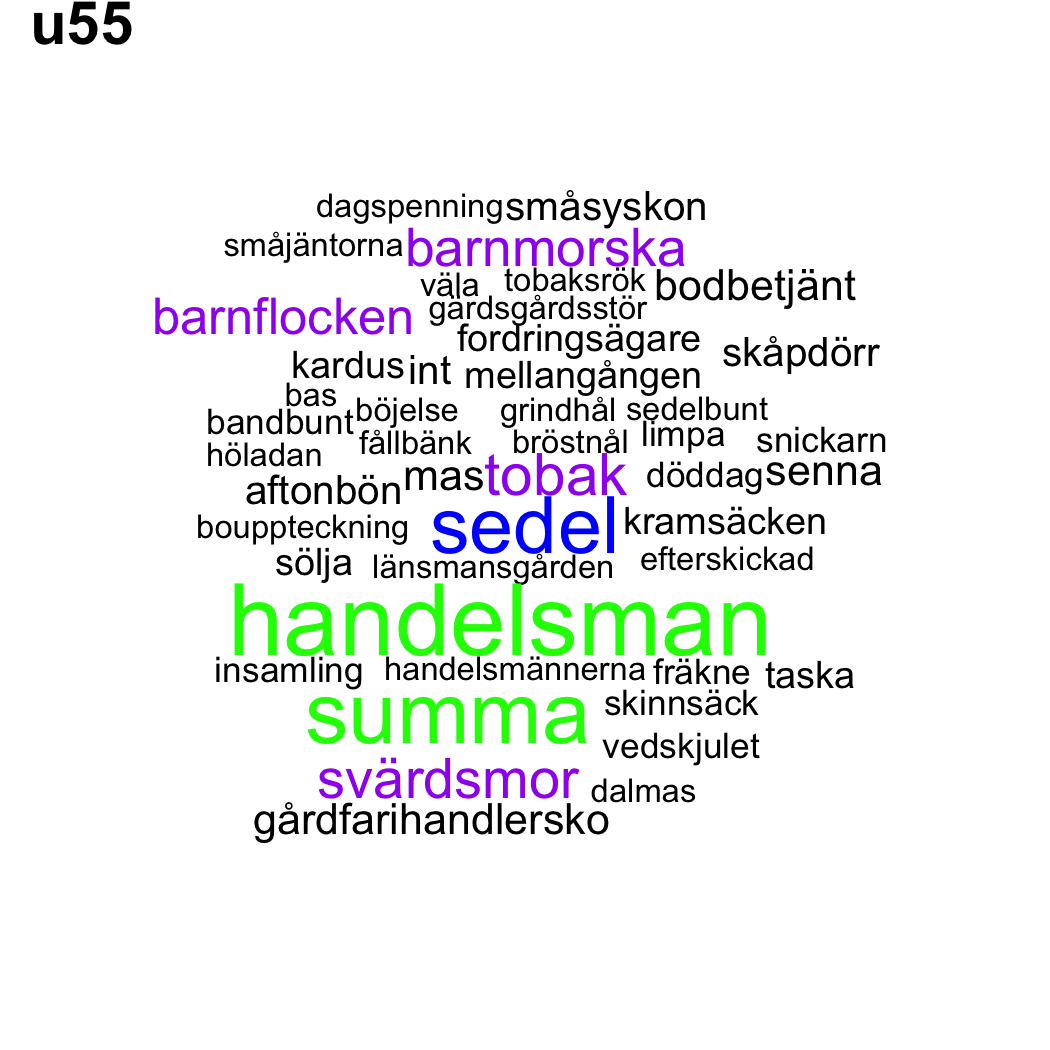 u55
dagspenning småsyskon
småjäntorna barnmorska
väla tobaksrök bodbetjänt
barnflocken gärdsgårdsstör
fordringsägare skåpdörr
kardus int mellangången
bas böjelse grindhål sedelbunt
bandbunt fållbänk bröstnål limpa snickarn
höladan mas tobak döddag senna
aftonbön
bouppteckning sedel kramsäcken
sölja länsmansgården efterskickad
handelsman
insamling handelsmännerna fräkne taska
summa skinnsäck
vedskjulet
svärdsmor dalmas
gårdfarihandlersko